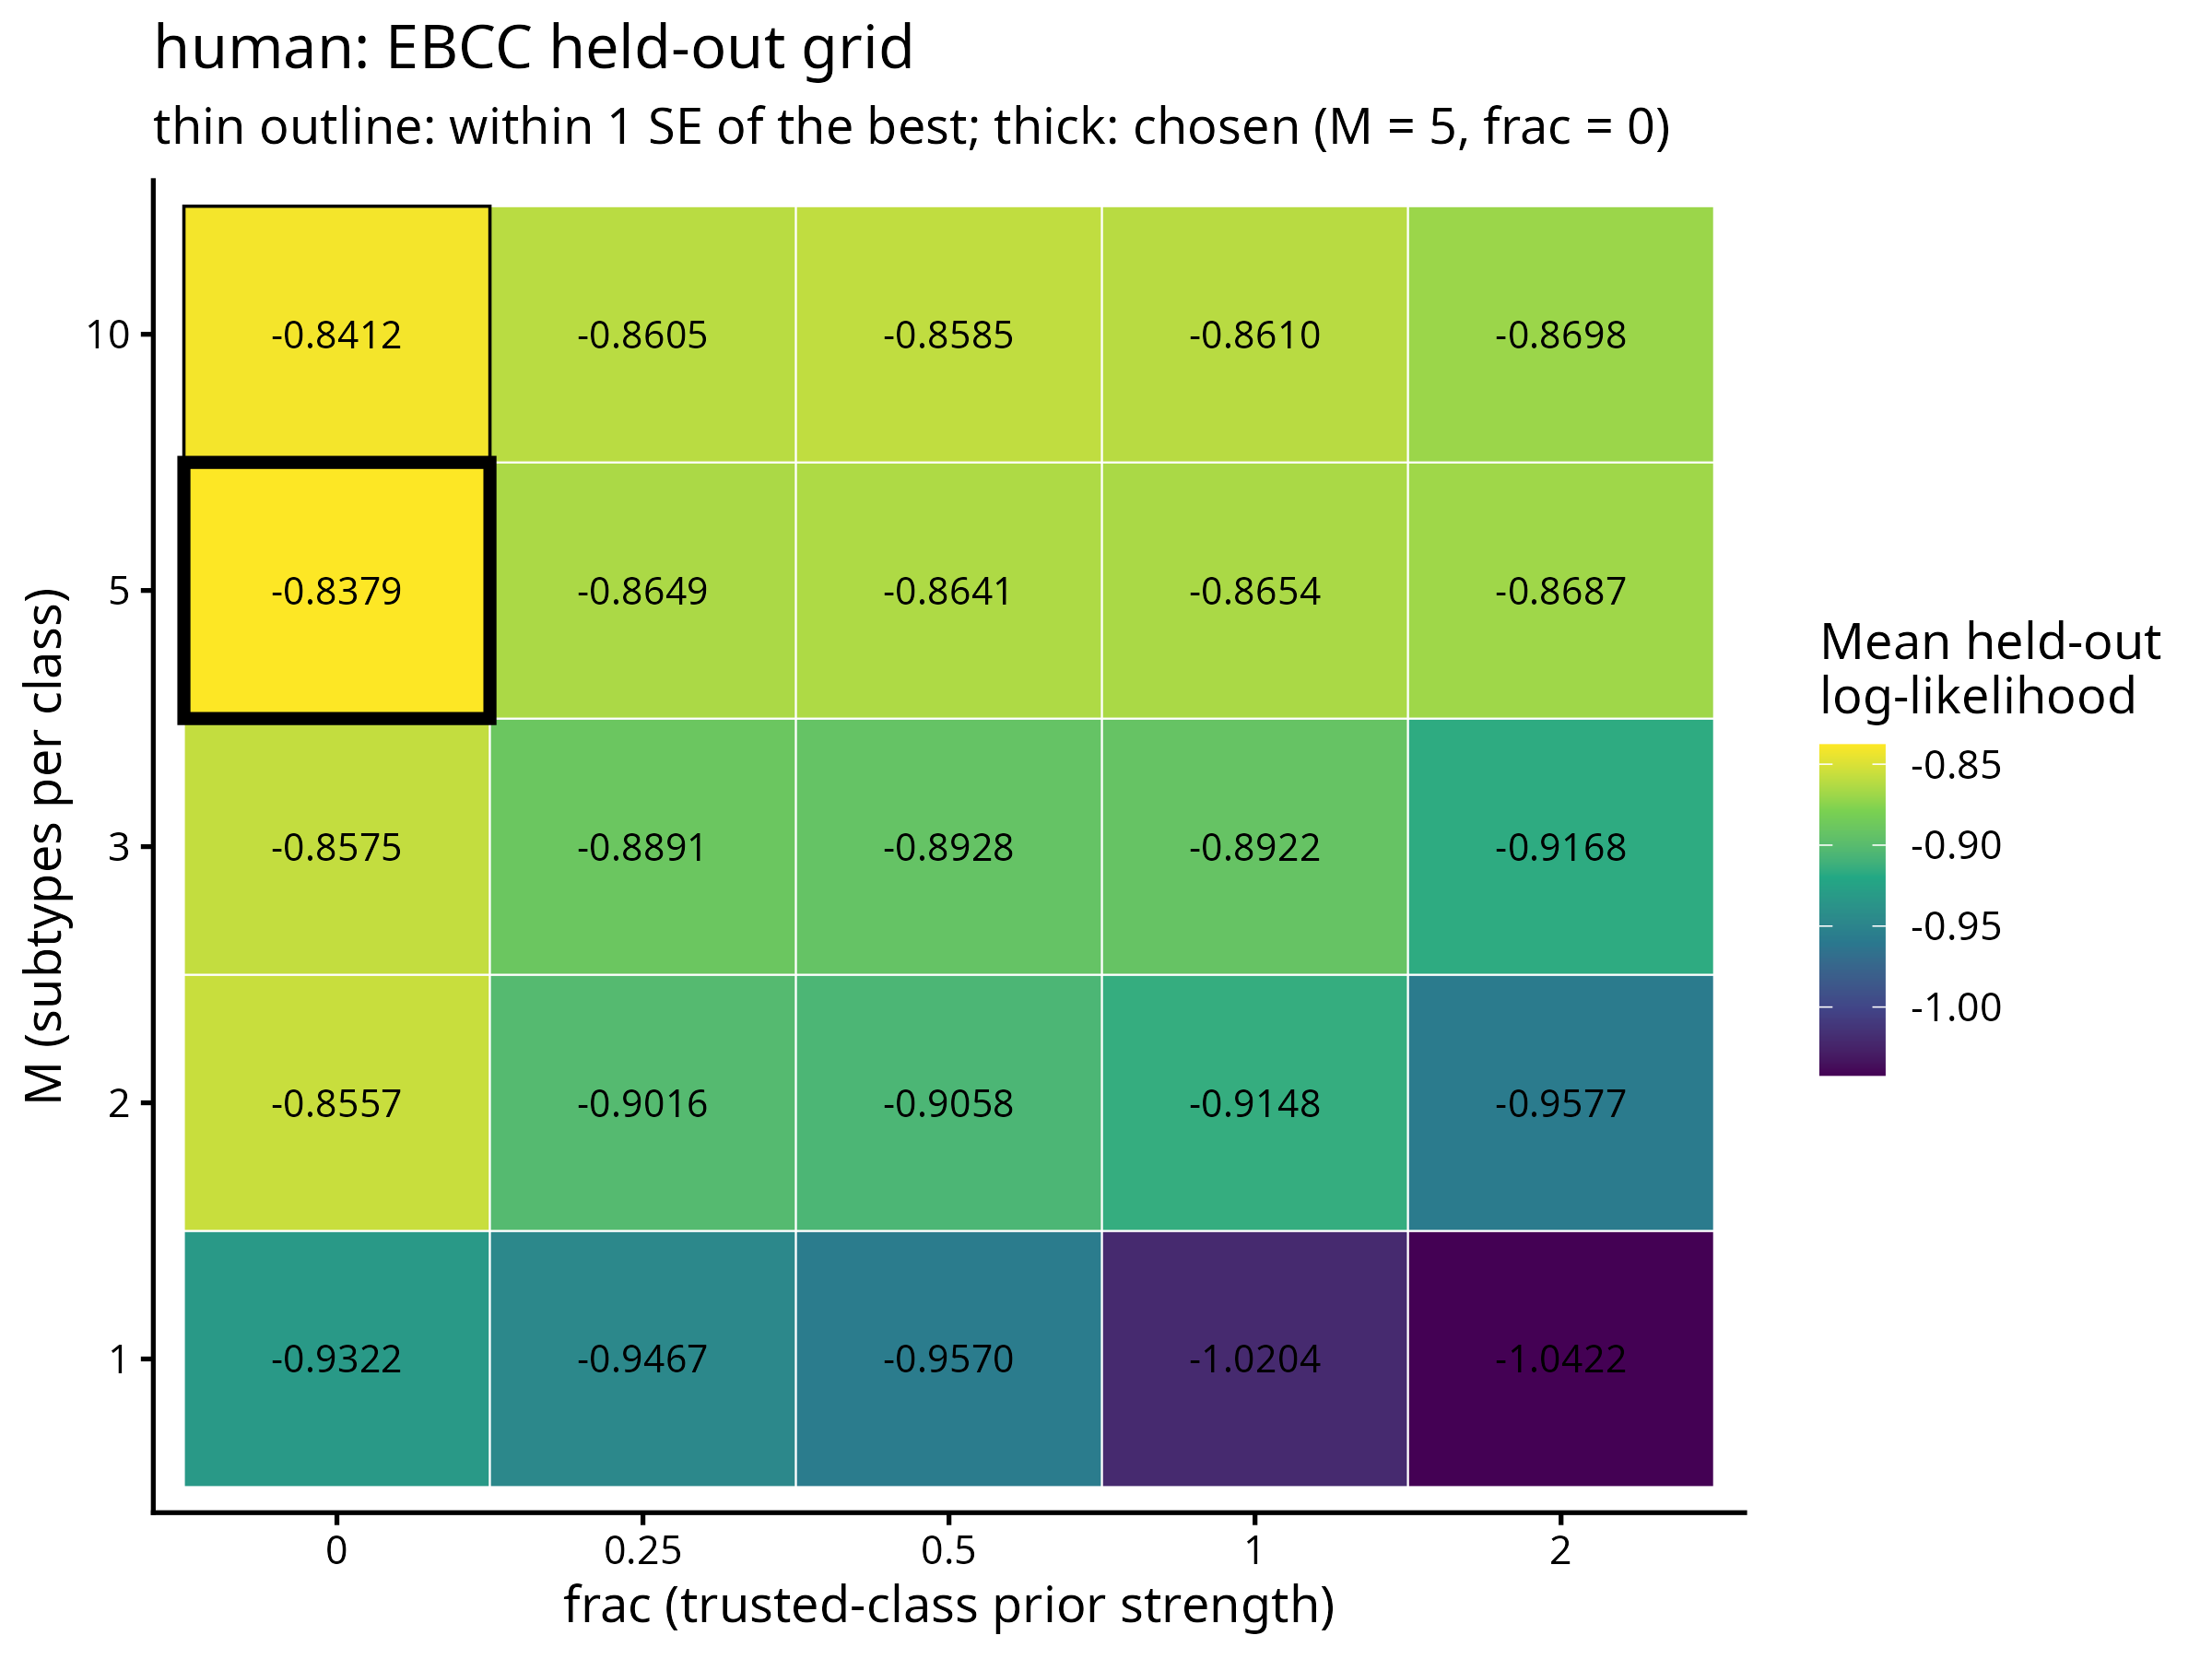 human: EBCC held-out grid
thin outline: within 1 SE of the best; thick: chosen (M = 5, frac = 0)
M (subtypes per class)
10
-0.8412 -0.8605 -0.8585 -0.8610 -0.8698
5
-0.8379 -0.8649 -0.8641 -0.8654 -0.8687
3
-0.8575 -0.8891 -0.8928 -0.8922 -0.9168
2
-0.8557 -0.9016 -0.9058 -0.9148 -0.9577
1
-0.9322 -0.9467 -0.9570 -1.0204 -1.0422
0 0.25 0.5 1 2
frac (trusted-class prior strength)
Mean held-out
log-likelihood
-0.85
-0.90
-0.95
-1.00